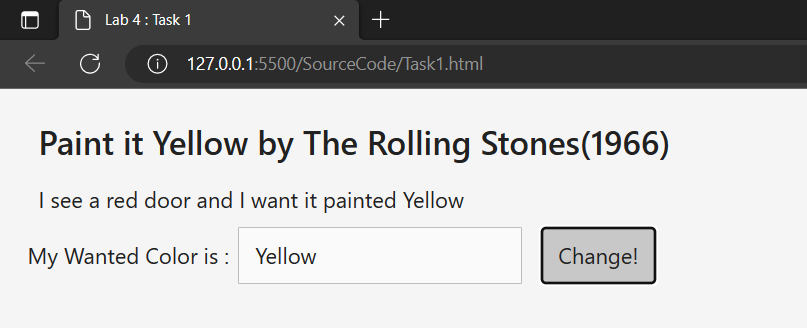 Lab 4 : Task 1
127.0.0.1:5500/SourceCode/Task1.html
Paint it Yellow by The Rolling Stones(1966)
I see a red door and I want it painted Yellow
My Wanted Color is : Yellow Change!